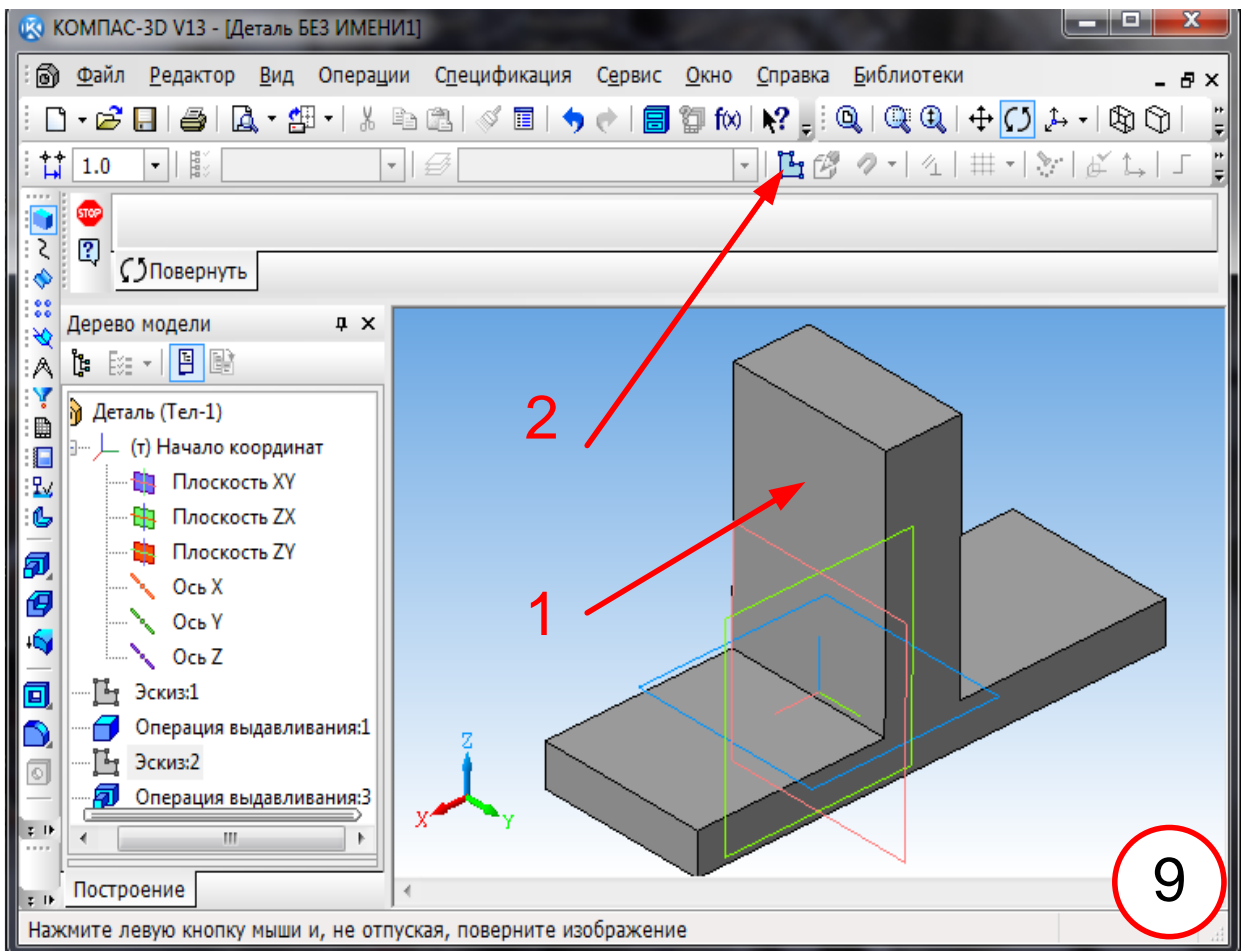 КОМПАС-3D V13 - [Деталь БЕЗ ИМЕНИ1]
Файл Редактор Вид Операции Спецификация Сервис Окно Справка Библиотеки
f(x) ?
1.0
STOP
?
Повернуть
Дерево модели
Деталь (Тел-1)
(т) Начало координат
Плоскость XY
Плоскость ZX
Плоскость ZY
Ось X
Ось Y
Ось Z
Эскиз:1
Операция выдавливания:1
Эскиз:2
Операция выдавливания:3
Построение
2
1
Z
X
Y
9
Нажмите левую кнопку мыши и, не отпуская, поверните изображение